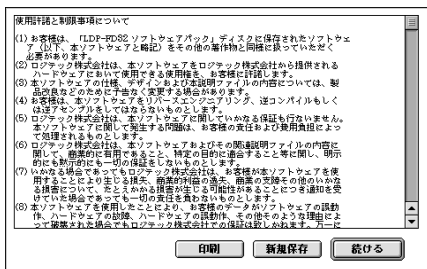 使用許諾と制限事項について
(1) お客様は、「LDP-FDS2 ソフトウェアパック」ディスクに保存されたソフトウェ
ア（以下、本ソフトウェアと略記）をその他の著作物と同様に扱っていただく
必要があります。
(2) ロジテック株式会社は、本ソフトウェアをロジテック株式会社から提供される
ハードウェアにおいて使用できる使用権を、お客様に許諾します。
(3) 本ソフトウェアの仕様、デザインおよび本説明ファイルの内容については、製
品改良などのために予告なく変更する場合があります。
(4) お客様は、本ソフトウェアをリバースエンジニアリング、逆コンパイルもしく
は逆アセンブルをしてはならないものとします。
(5) ロジテック株式会社は、本ソフトウェアに関していかなる保証も行ないません。
本ソフトウェアに関して発生する問題は、お客様の責任および費用負担によっ
て処理されるものとします。
(6) ロジテック株式会社は、本ソフトウェアおよびその関連説明ファイルの内容に
関して、商業的に有用であること、特定の目的に適合すること等に関し、明示
的にも黙示的にも一切の保証をしないものとします。
(7) いかなる場合であってもロジテック株式会社は、お客様が本ソフトウェアを使
用することにより生じる損失、商業的利益の逸失、商業の支障その他のいかな
る損害について、たとえかかる損害が生じる可能性があることにつき通知を受
けていた場合であっても一切の責任を負わないものとします。
(8) 本ソフトウェアを使用したことにより、お客様のデータがソフトウェアの誤動
作、ハードウェアの故障、ハードウェアの誤動作、その他そのような理由によ
って破壊された場合でもロジテック株式会社での保証は致しかねます。万一に
印刷 新規保存 続ける